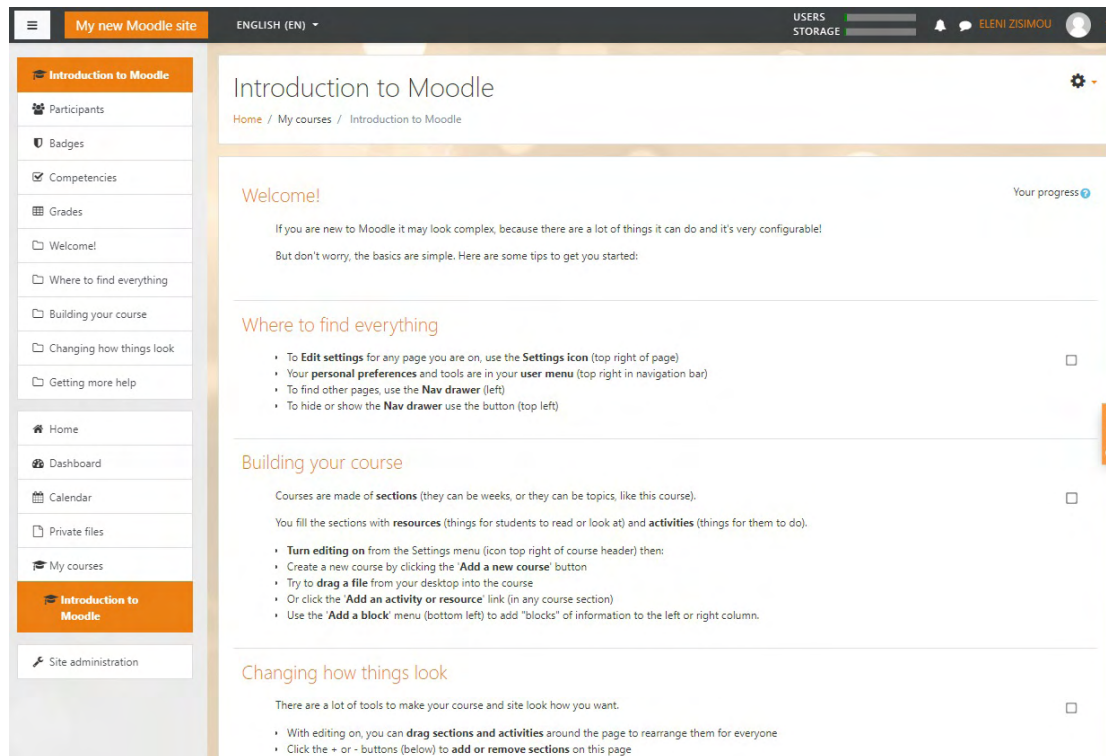 My new Moodle site
ENGLISH (EN)
USERS
STORAGE
ELENI ZISIMOU
Introduction to Moodle
Participants
Badges
Competencies
Grades
Welcome!
Where to find everything
Building your course
Changing how things look
Getting more help
Home
Dashboard
Calendar
Private files
My courses
Introduction to
Moodle
Site administration
Introduction to Moodle
Home / My courses / Introduction to Moodle
Welcome!
Your progress
If you are new to Moodle it may look complex, because there are a lot of things it can do and it's very configurable!
But don't worry, the basics are simple. Here are some tips to get you started:
Where to find everything
To Edit settings for any page you are on, use the Settings icon (top right of page)
Your personal preferences and tools are in your user menu (top right in navigation bar)
To find other pages, use the Nav drawer (left)
To hide or show the Nav drawer use the button (top left)
Building your course
Courses are made of sections (they can be weeks, or they can be topics, like this course).
You fill the sections with resources (things for students to read or look at) and activities (things for them to do).
Turn editing on from the Settings menu (icon top right of course header) then:
Create a new course by clicking the 'Add a new course' button
Try to drag a file from your desktop into the course
Or click the 'Add an activity or resource' link (in any course section)
Use the 'Add a block' menu (bottom left) to add "blocks" of information to the left or right column.
Changing how things look
There are a lot of tools to make your course and site look how you want.
With editing on, you can drag sections and activities around the page to rearrange them for everyone
Click the + or - buttons (below) to add or remove sections on this page